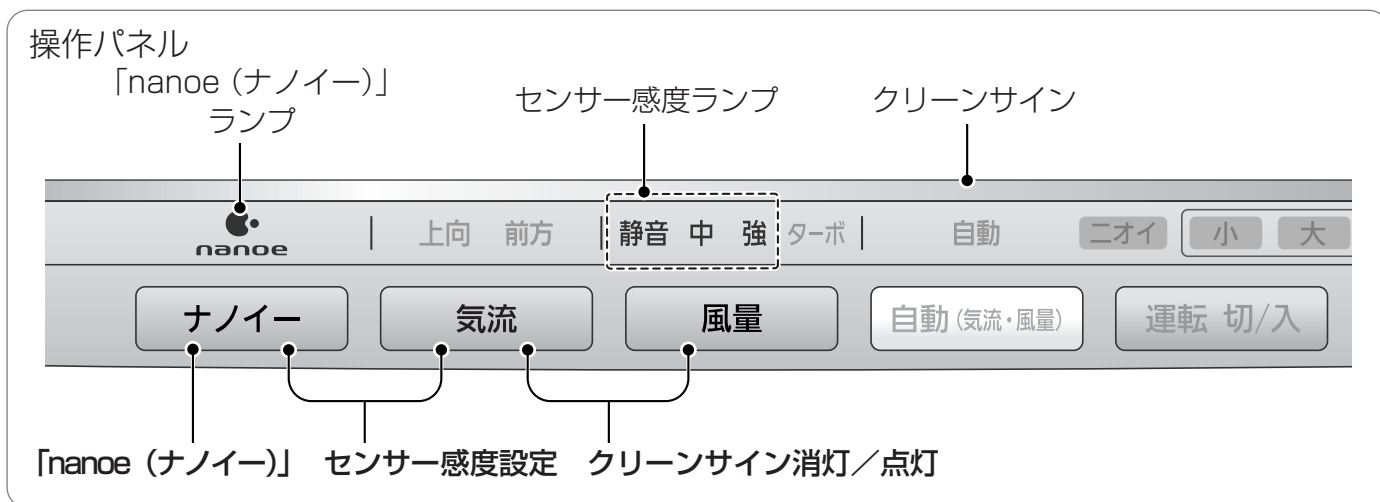 操作パネル
「nanoe（ナノイー）」
ランプ
センサー感度ランプ
クリーンサイン
nanoe 上向 前方 静音 中 強 ターボ 自動 ニオイ 小 大
ナノイー 気流 風量 自動（気流・風量） 運転 切/入
「nanoe（ナノイー）」 センサー感度設定 クリーンサイン消灯／点灯